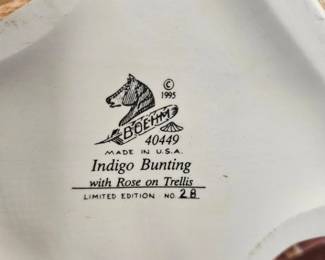 ©
1995
BOEHM
40449
MADE IN U.S.A.
Indigo Bunting
with Rose on Trellis
LIMITED EDITION NO. 28